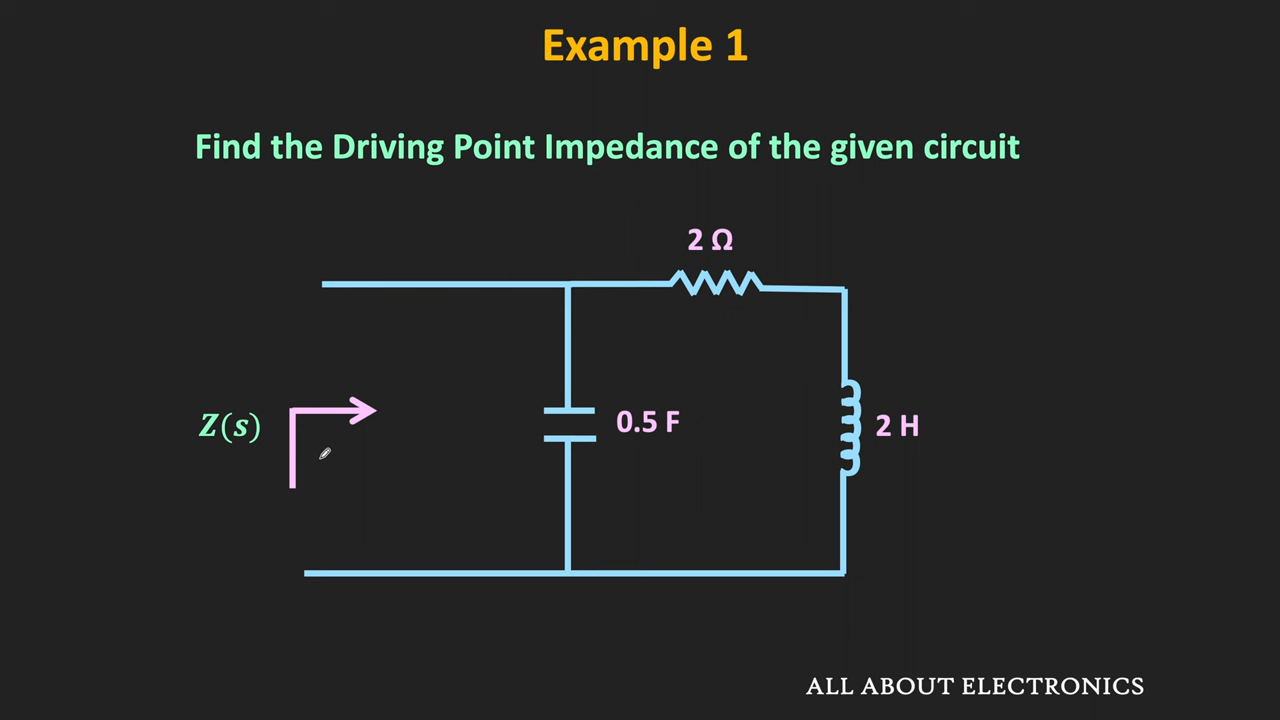 Example 1
Find the Driving Point Impedance of the given circuit
2 Ω
Z(s)
0.5 F
2 H
ALL ABOUT ELECTRONICS